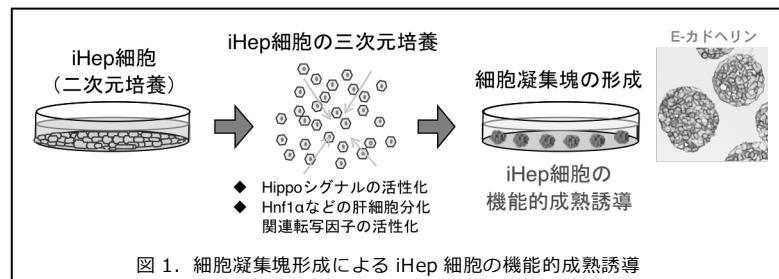 iHep細胞
（二次元培養）
iHep細胞の三次元培養
◆ Hippoシグナルの活性化
◆ Hnf1αなどの肝細胞分化
関連転写因子の活性化
細胞凝集塊の形成
iHep細胞の
機能的成熟誘導
E-カドヘリン
図 1. 細胞凝集塊形成による iHep 細胞の機能的成熟誘導